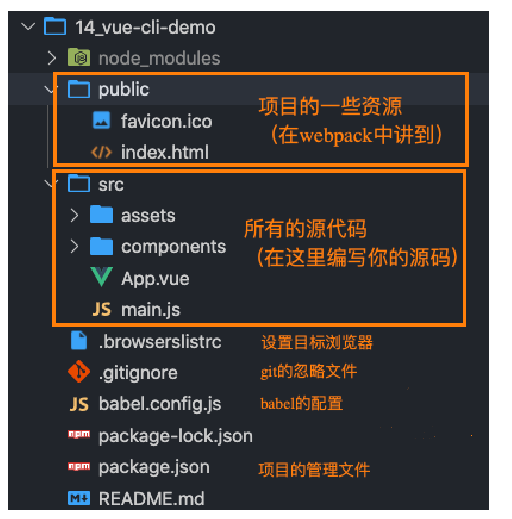 14_vue-cli-demo
node_modules
public
favicon.ico
index.html
项目的一些资源
（在webpack中讲到）
src
assets
components
App.vue
JS main.js
所有的源代码
（在这里编写你的源码）
.browserslistrc 设置目标浏览器
.gitignore git的忽略文件
JS babel.config.js babel的配置
npm package-lock.json
npm package.json 项目的管理文件
M+ README.md